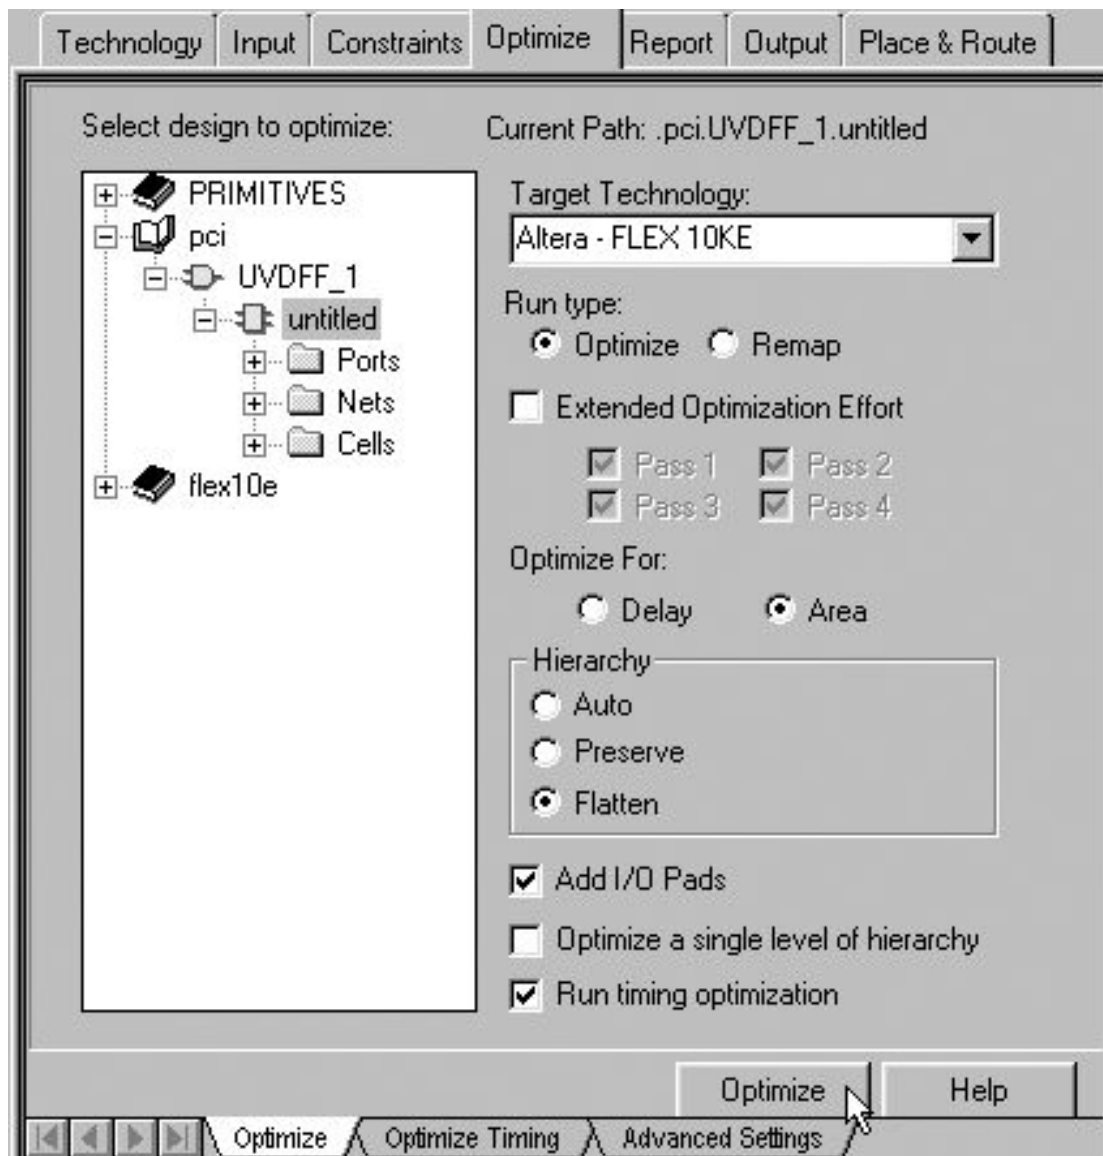 Technology Input Constraints Optimize Report Output Place & Route
Select design to optimize: Current Path: .pci.UVDFF_1.untitled
PRIMITIVES
pci
UVDFF_1
untitled
Ports
Nets
Cells
flex10e
Target Technology:
Altera - FLEX 10KE
Run type:
Optimize Remap
Extended Optimization Effort
Pass 1 Pass 2
Pass 3 Pass 4
Optimize For:
Delay Area
Hierarchy
Auto
Preserve
Flatten
Add I/O Pads
Optimize a single level of hierarchy
Run timing optimization
Optimize Help
Optimize Optimize Timing Advanced Settings